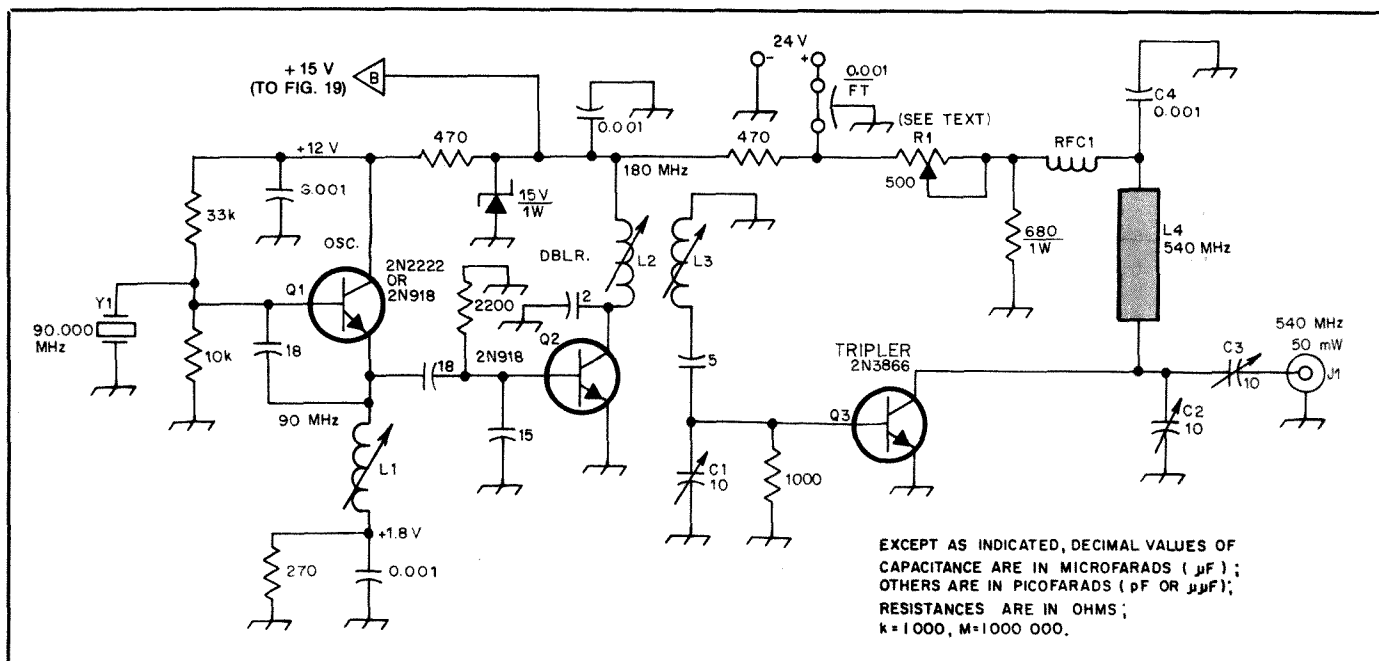 +15 V
(TO FIG. 19)
B
24 V
-
+
0.001
FT
C4
0.001
470
+12 V
0.001
470
(SEE TEXT)
R1
500
RFC1
180 MHz
33k
15V
1W
680
1W
L4
540 MHz
OSC.
DBLR.
L2
L3
Q1
2N2222
OR
2N918
Y1
90.000
MHz
2200
2
Q2
2N918
18
10k
18
5
TRIPLER
2N3866
540 MHz
50 mW
C3
10
J1
90 MHz
15
C1
10
1000
Q3
C2
10
L1
+1.8 V
270
0.001
EXCEPT AS INDICATED, DECIMAL VALUES OF
CAPACITANCE ARE IN MICROFARADS ( µF ) ;
OTHERS ARE IN PICOFARADS ( pF OR µµF);
RESISTANCES ARE IN OHMS ;
k=1000, M=1000 000.